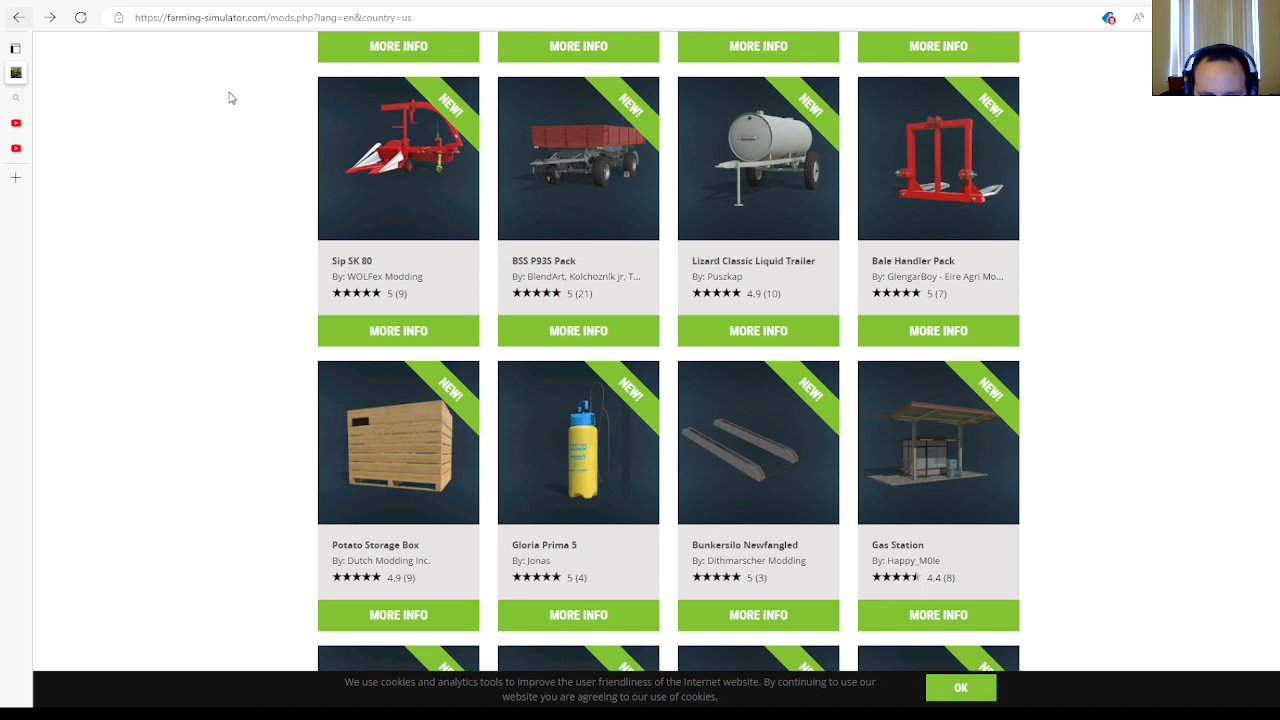 https://farming-simulator.com/mods.php?lang=en&country=us
MORE INFO MORE INFO MORE INFO MORE INFO
NEW! NEW! NEW! NEW!
Sip SK 80
By: WOLFex Modding
5 (9)
MORE INFO
BSS P93S Pack
By: BlendArt, Kolchozník jr, T...
5 (21)
MORE INFO
Lizard Classic Liquid Trailer
By: Puszkap
4.9 (10)
MORE INFO
Bale Handler Pack
By: GlengarBoy - Eire Agri Mo...
5 (7)
MORE INFO
NEW! NEW! NEW! NEW!
Potato Storage Box
By: Dutch Modding Inc.
4.9 (9)
MORE INFO
Gloria Prima 5
By: Jonas
5 (4)
MORE INFO
Bunkersilo Newfangled
By: Dithmarscher Modding
5 (3)
MORE INFO
Gas Station
By: Happy_M0le
4.4 (8)
MORE INFO
We use cookies and analytics tools to improve the user friendliness of the Internet website. By continuing to use our
website you are agreeing to our use of cookies.
OK